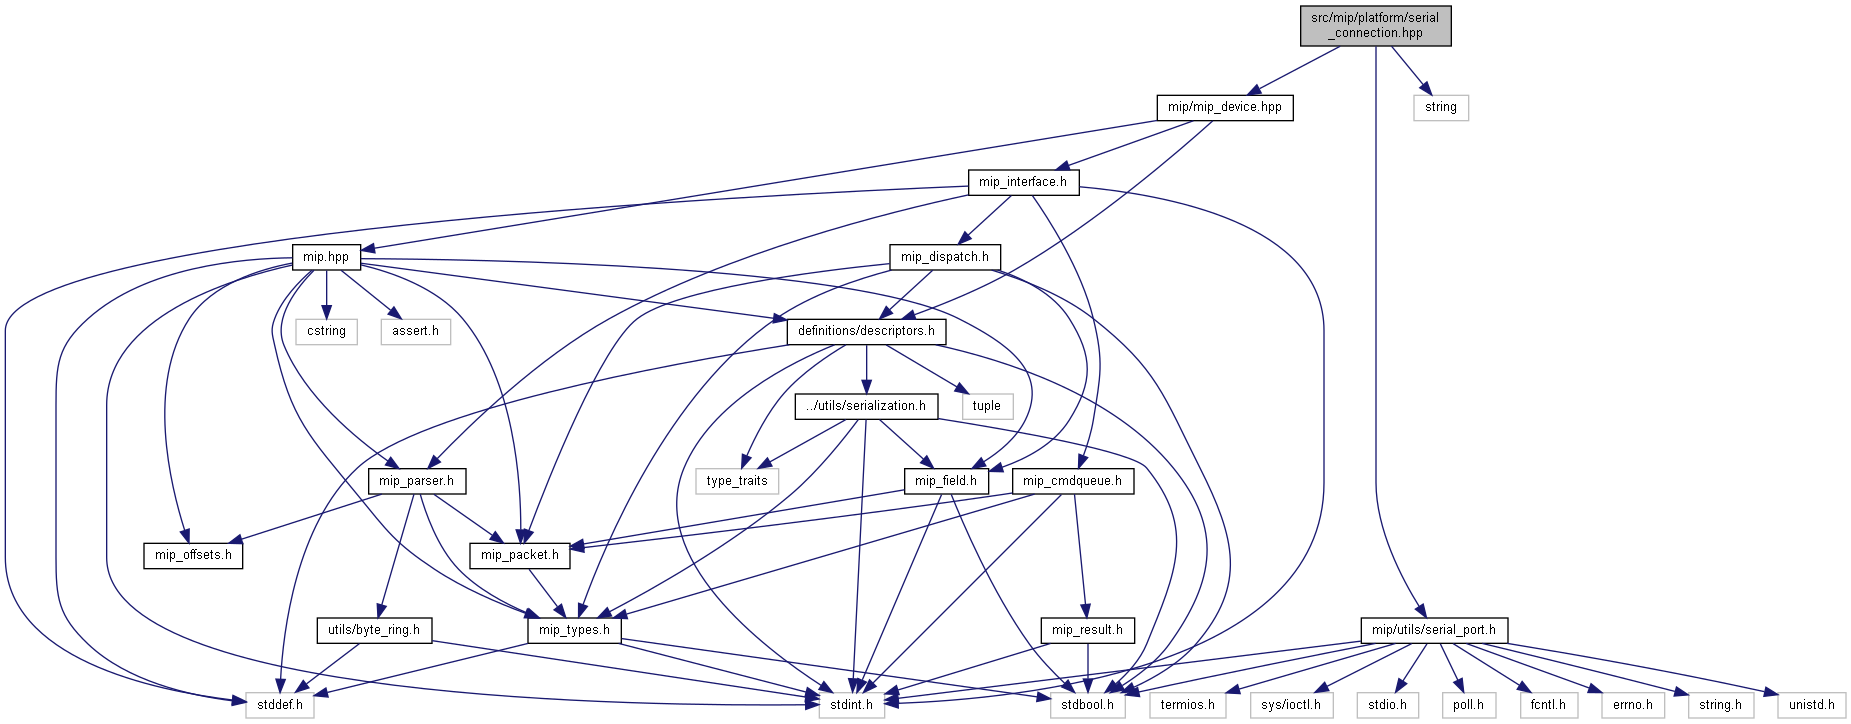 src/mip/platform/serial
_connection.hpp
mip/mip_device.hpp
string
mip_interface.h
mip.hpp
mip_dispatch.h
cstring
assert.h
definitions/descriptors.h
../utils/serialization.h
tuple
type_traits
mip_parser.h
mip_field.h
mip_cmdqueue.h
mip_offsets.h
mip_packet.h
utils/byte_ring.h
mip_types.h
mip_result.h
mip/utils/serial_port.h
stddef.h
stdint.h
stdbool.h
termios.h
sys/ioctl.h
stdio.h
poll.h
fcntl.h
errno.h
string.h
unistd.h